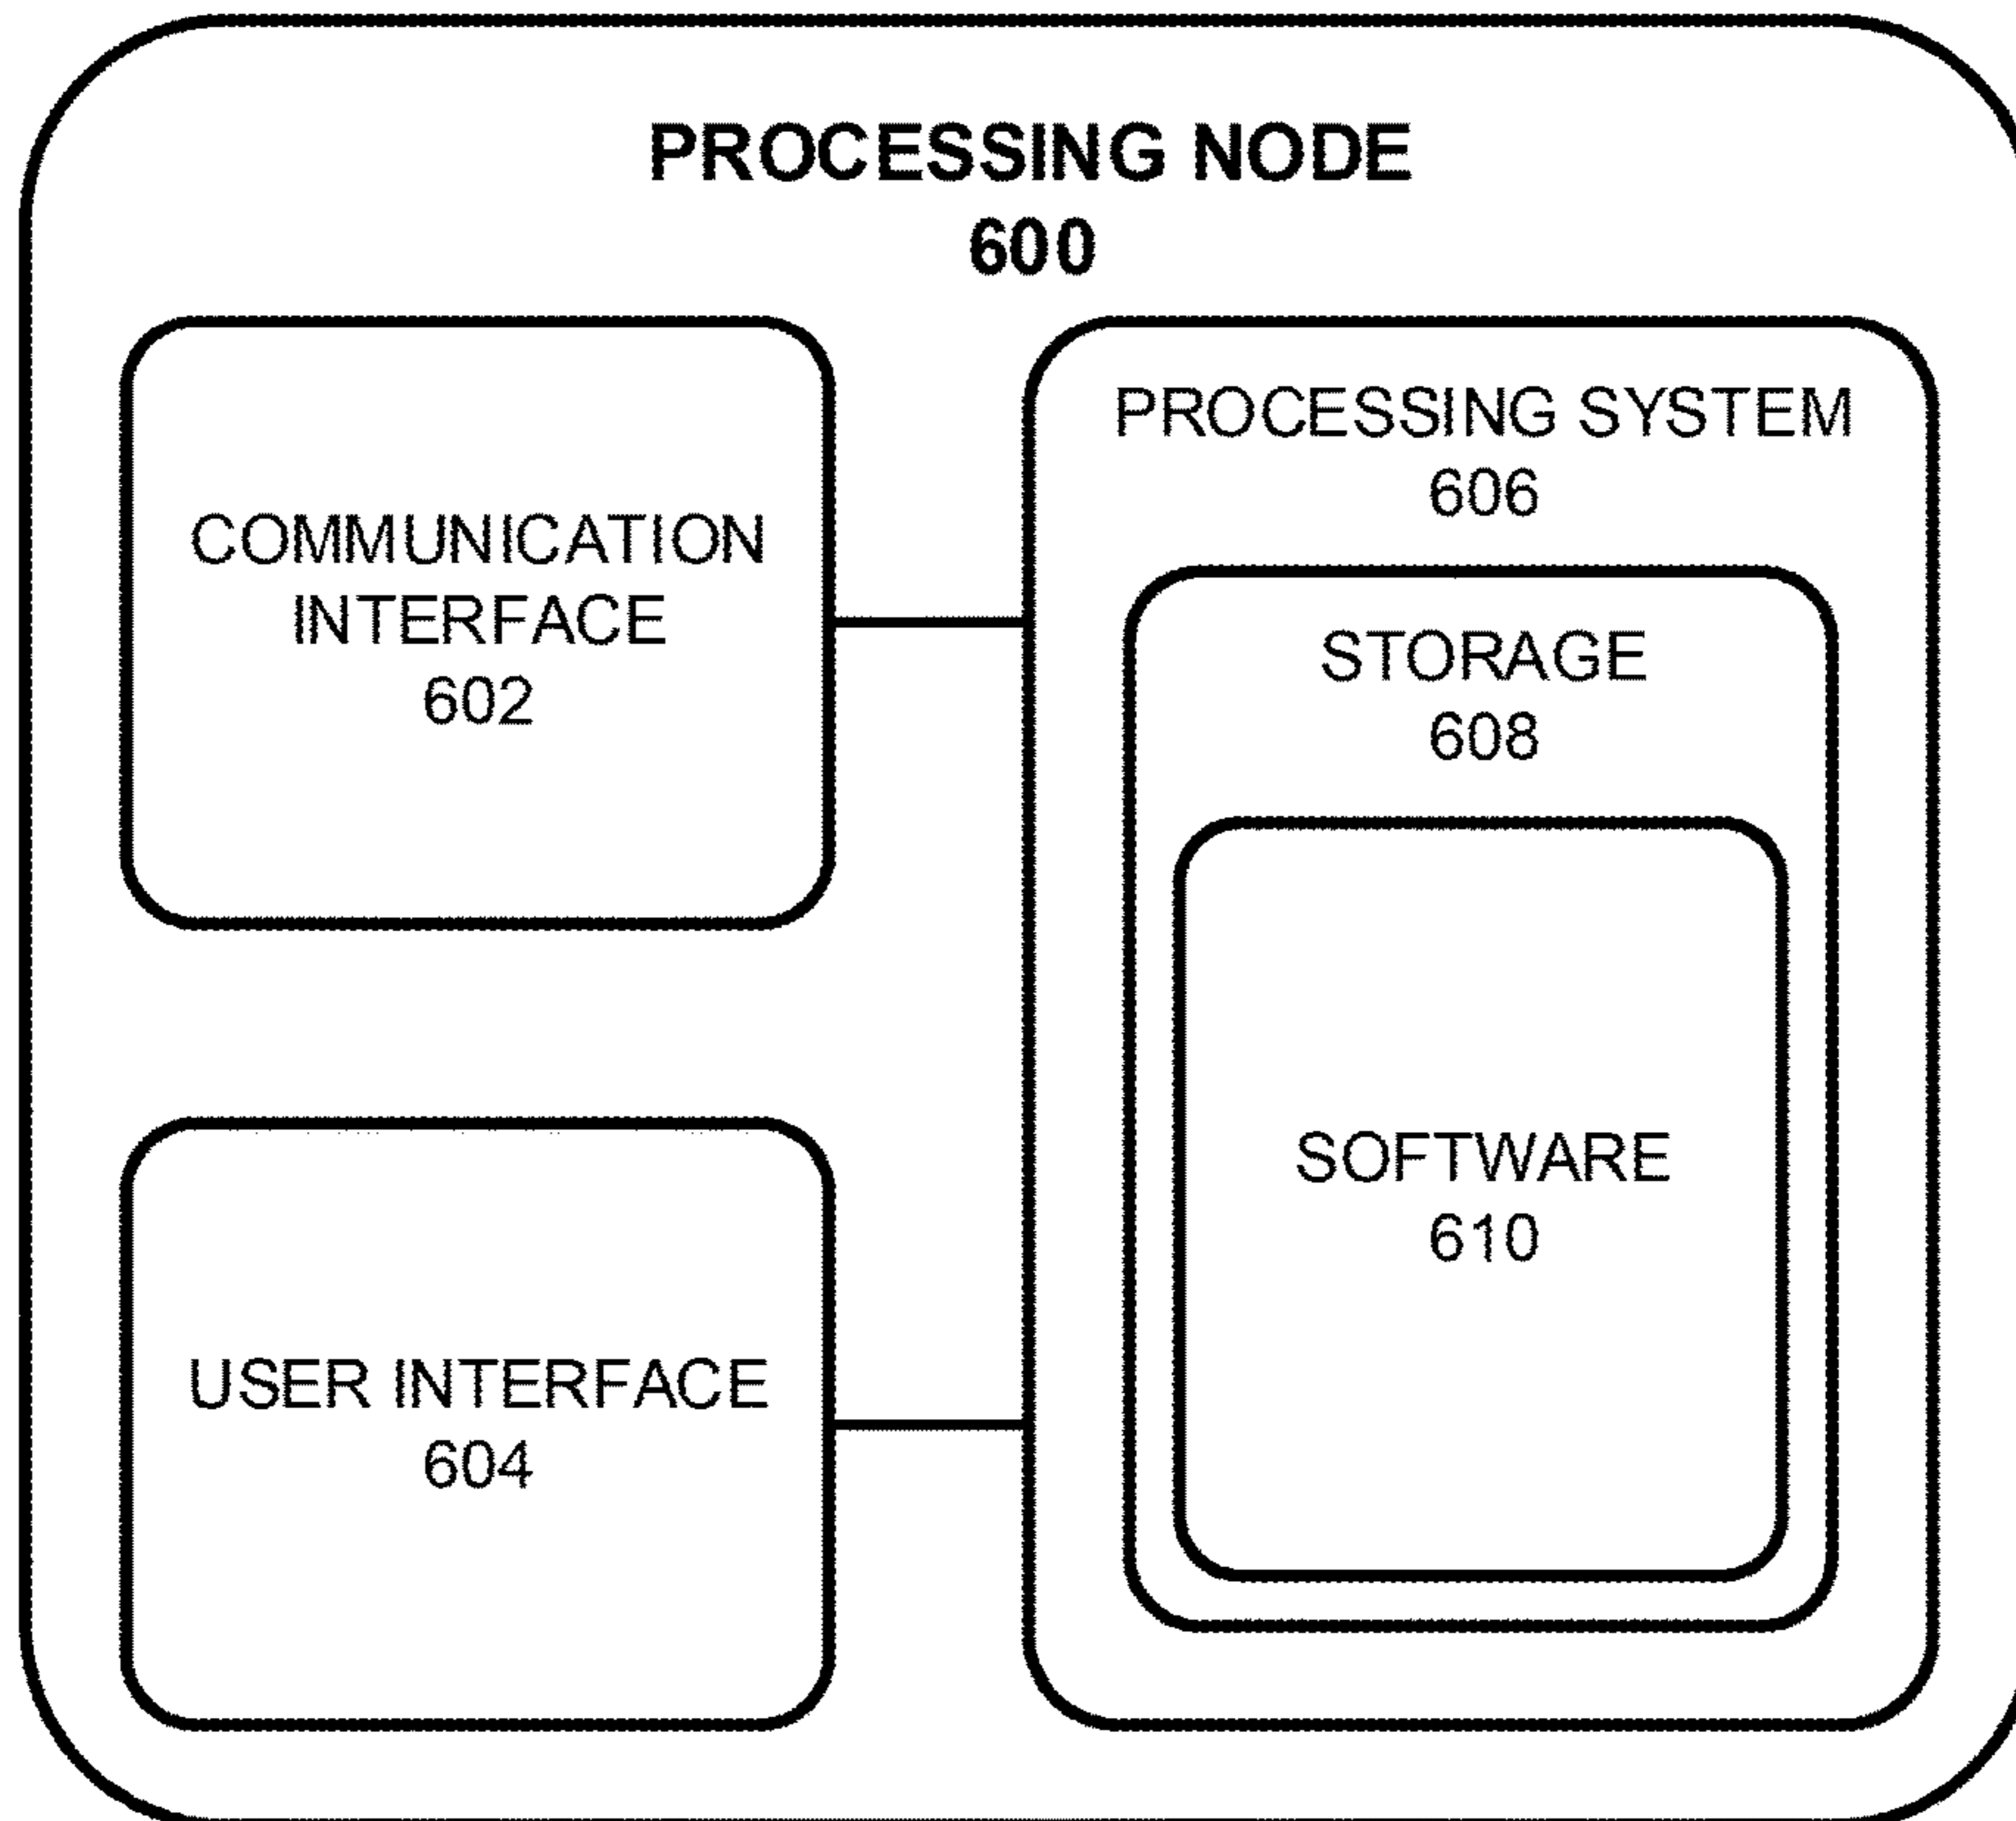 PROCESSING NODE
600
COMMUNICATION
INTERFACE
602
USER INTERFACE
604
PROCESSING SYSTEM
606
STORAGE
608
SOFTWARE
610